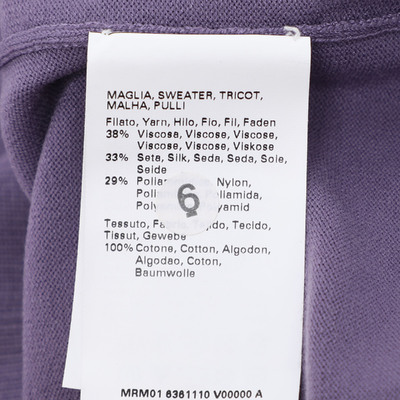 MAGLIA, SWEATER, TRICOT,
MALHA, PULLI
Filato, Yarn, Hilo, Fio, Fil, Faden
38% Viscosa, Viscose, Viscose,
Viscose, Viscose, Viskose
33% Seta, Silk, Seda, Seda, Soie,
Seide
29% Nylon,
6
Tessuto, Tecido,
Tissut, Gewebe
100% Cotone, Cotton, Algodon,
Algodao, Coton,
Baumwolle
MRM01 6361110 V00000 A